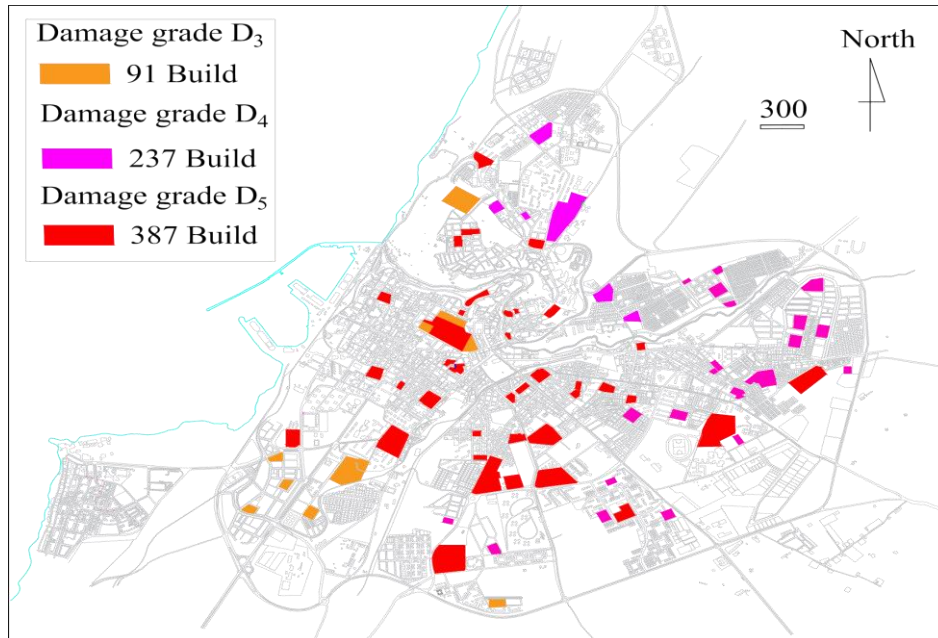 Damage grade D₃
91 Build
Damage grade D₄
237 Build
Damage grade D₅
387 Build
North
300